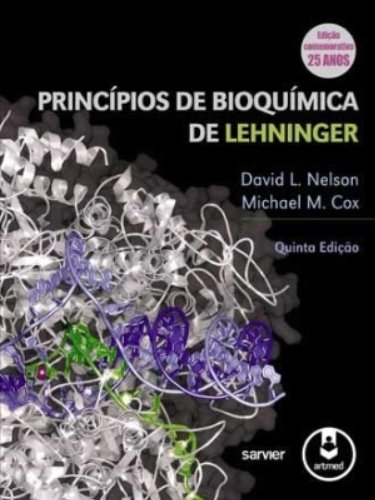 Edição
comemorativa
25 ANOS
PRINCÍPIOS DE BIOQUÍMICA
DE LEHNINGER
David L. Nelson
Michael M. Cox
Quinta Edição
sarvier
artmed